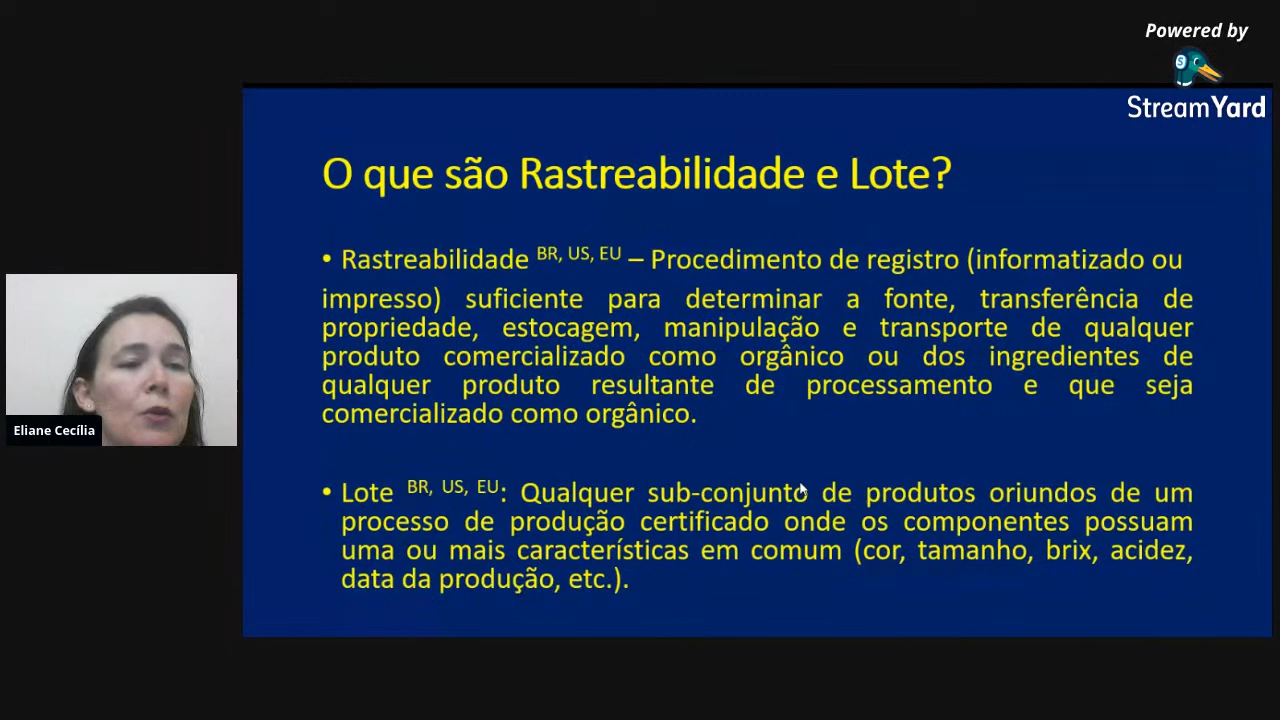 Powered by
StreamYard
O que são Rastreabilidade e Lote?
• Rastreabilidade BR, US, EU – Procedimento de registro (informatizado ou
impresso) suficiente para determinar a fonte, transferência de
propriedade, estocagem, manipulação e transporte de qualquer
produto comercializado como orgânico ou dos ingredientes de
qualquer produto resultante de processamento e que seja
comercializado como orgânico.
• Lote BR, US, EU: Qualquer sub-conjunto de produtos oriundos de um
processo de produção certificado onde os componentes possuam
uma ou mais características em comum (cor, tamanho, brix, acidez,
data da produção, etc.).
Eliane Cecília